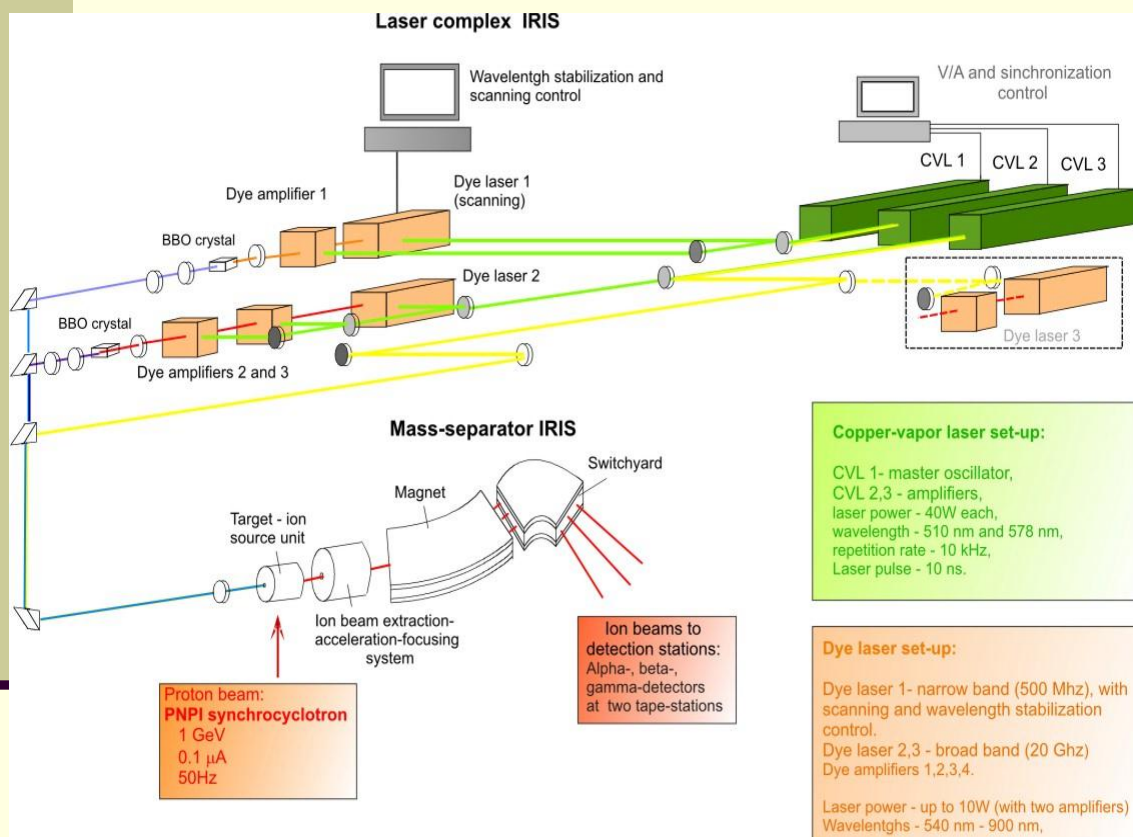 Laser complex IRIS
Wavelentgh stabilization and
scanning control
V/A and sinchronization
control
CVL 1
CVL 2
CVL 3
Dye amplifier 1
Dye laser 1
(scanning)
BBO crystal
Dye laser 2
BBO crystal
Dye amplifiers 2 and 3
Dye laser 3
Mass-separator IRIS
Switchyard
Magnet
Target - ion
source unit
Ion beam extraction-
acceleration-focusing
system
Proton beam:
PNPI synchrocyclotron
1 GeV
0.1 μA
50Hz
Ion beams to
detection stations:
Alpha-, beta-,
gamma-detectors
at two tape-stations
Copper-vapor laser set-up:
CVL 1- master oscillator,
CVL 2,3 - amplifiers,
laser power - 40W each,
wavelength - 510 nm and 578 nm,
repetition rate - 10 kHz,
Laser pulse - 10 ns.
Dye laser set-up:
Dye laser 1- narrow band (500 Mhz), with
scanning and wavelength stabilization
control.
Dye laser 2,3 - broad band (20 Ghz)
Dye amplifiers 1,2,3,4.
Laser power - up to 10W (with two amplifiers)
Wavelentghs - 540 nm - 900 nm,